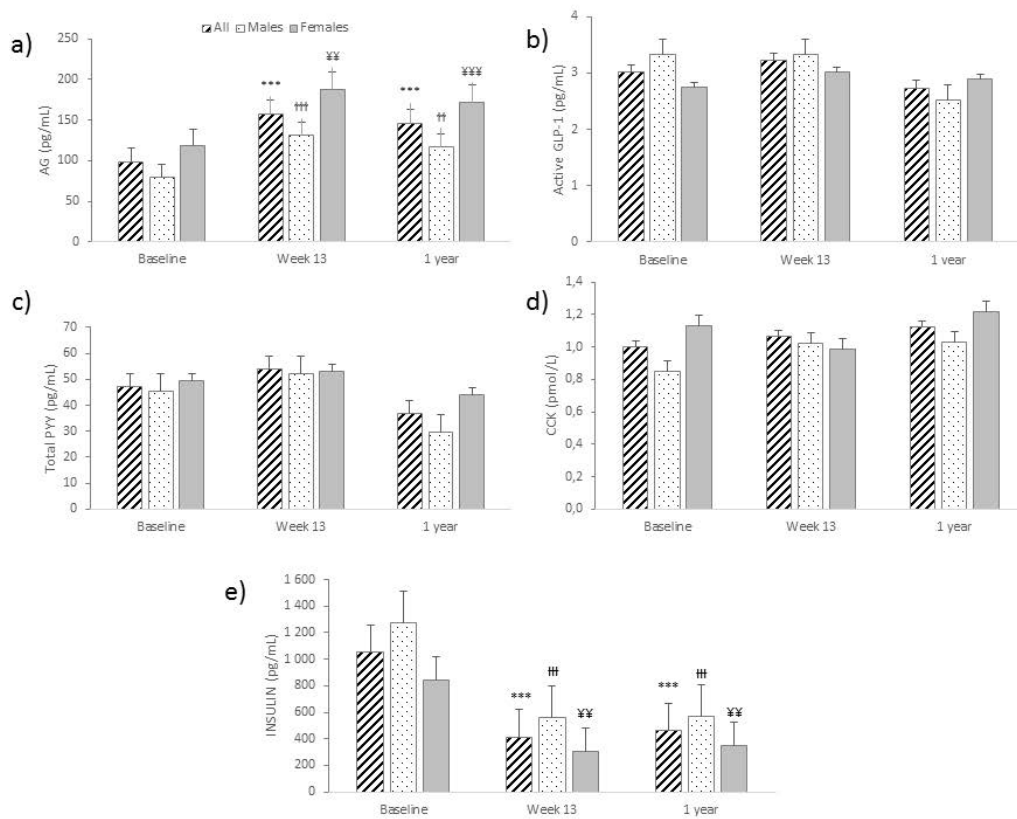 a)
All Males Females
AG (pg/mL)
250
200
150
100
50
0
***
ƗƗƗ
¥¥
***
ƗƗ
¥¥¥
Baseline Week 13 1 year
b)
Active GLP-1 (pg/mL)
4
3
2
1
0
Baseline Week 13 1 year
c)
Total PYY (pg/mL)
70
60
50
40
30
20
10
0
Baseline Week 13 1 year
d)
CCK (pmol/L)
1,4
1,2
1,0
0,8
0,6
0,4
0,2
0,0
Baseline Week 13 1 year
e)
INSULIN (pg/mL)
1 600
1 400
1 200
1 000
800
600
400
200
0
***
ƗƗƗ
¥¥
***
ƗƗƗ
¥¥
Baseline Week 13 1 year